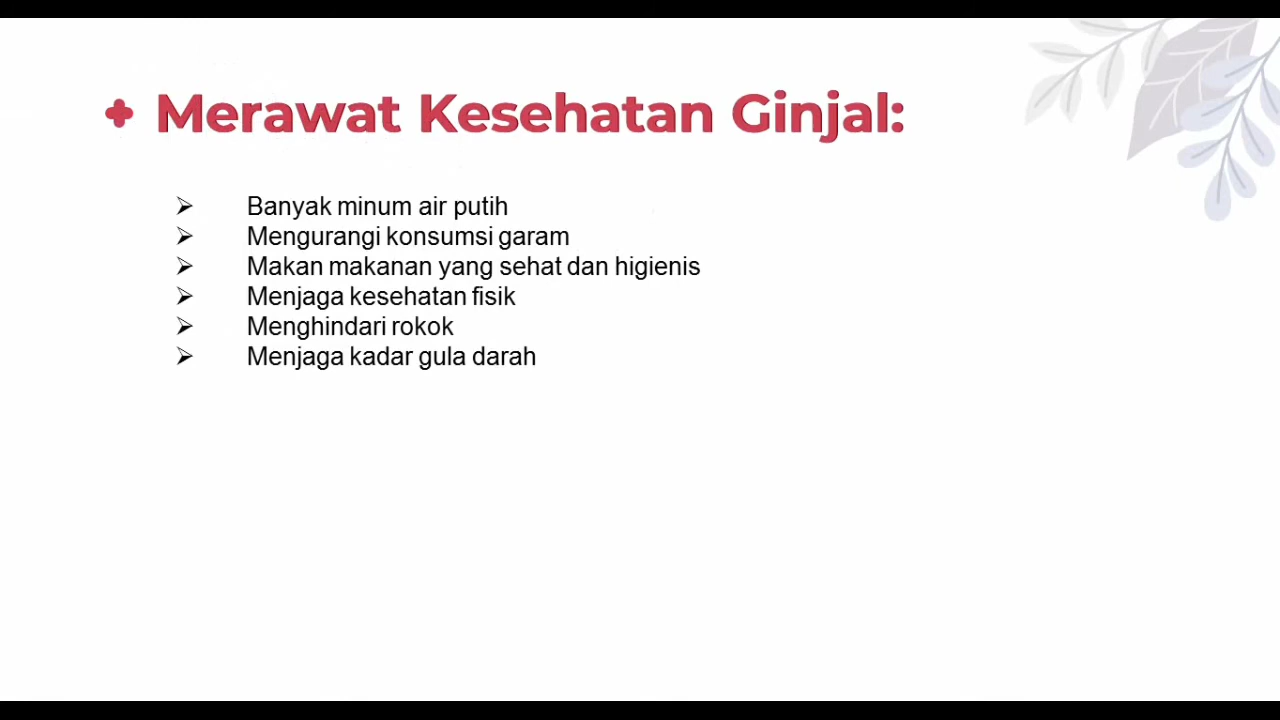 Merawat Kesehatan Ginjal:
➢ Banyak minum air putih
➢ Mengurangi konsumsi garam
➢ Makan makanan yang sehat dan higienis
➢ Menjaga kesehatan fisik
➢ Menghindari rokok
➢ Menjaga kadar gula darah